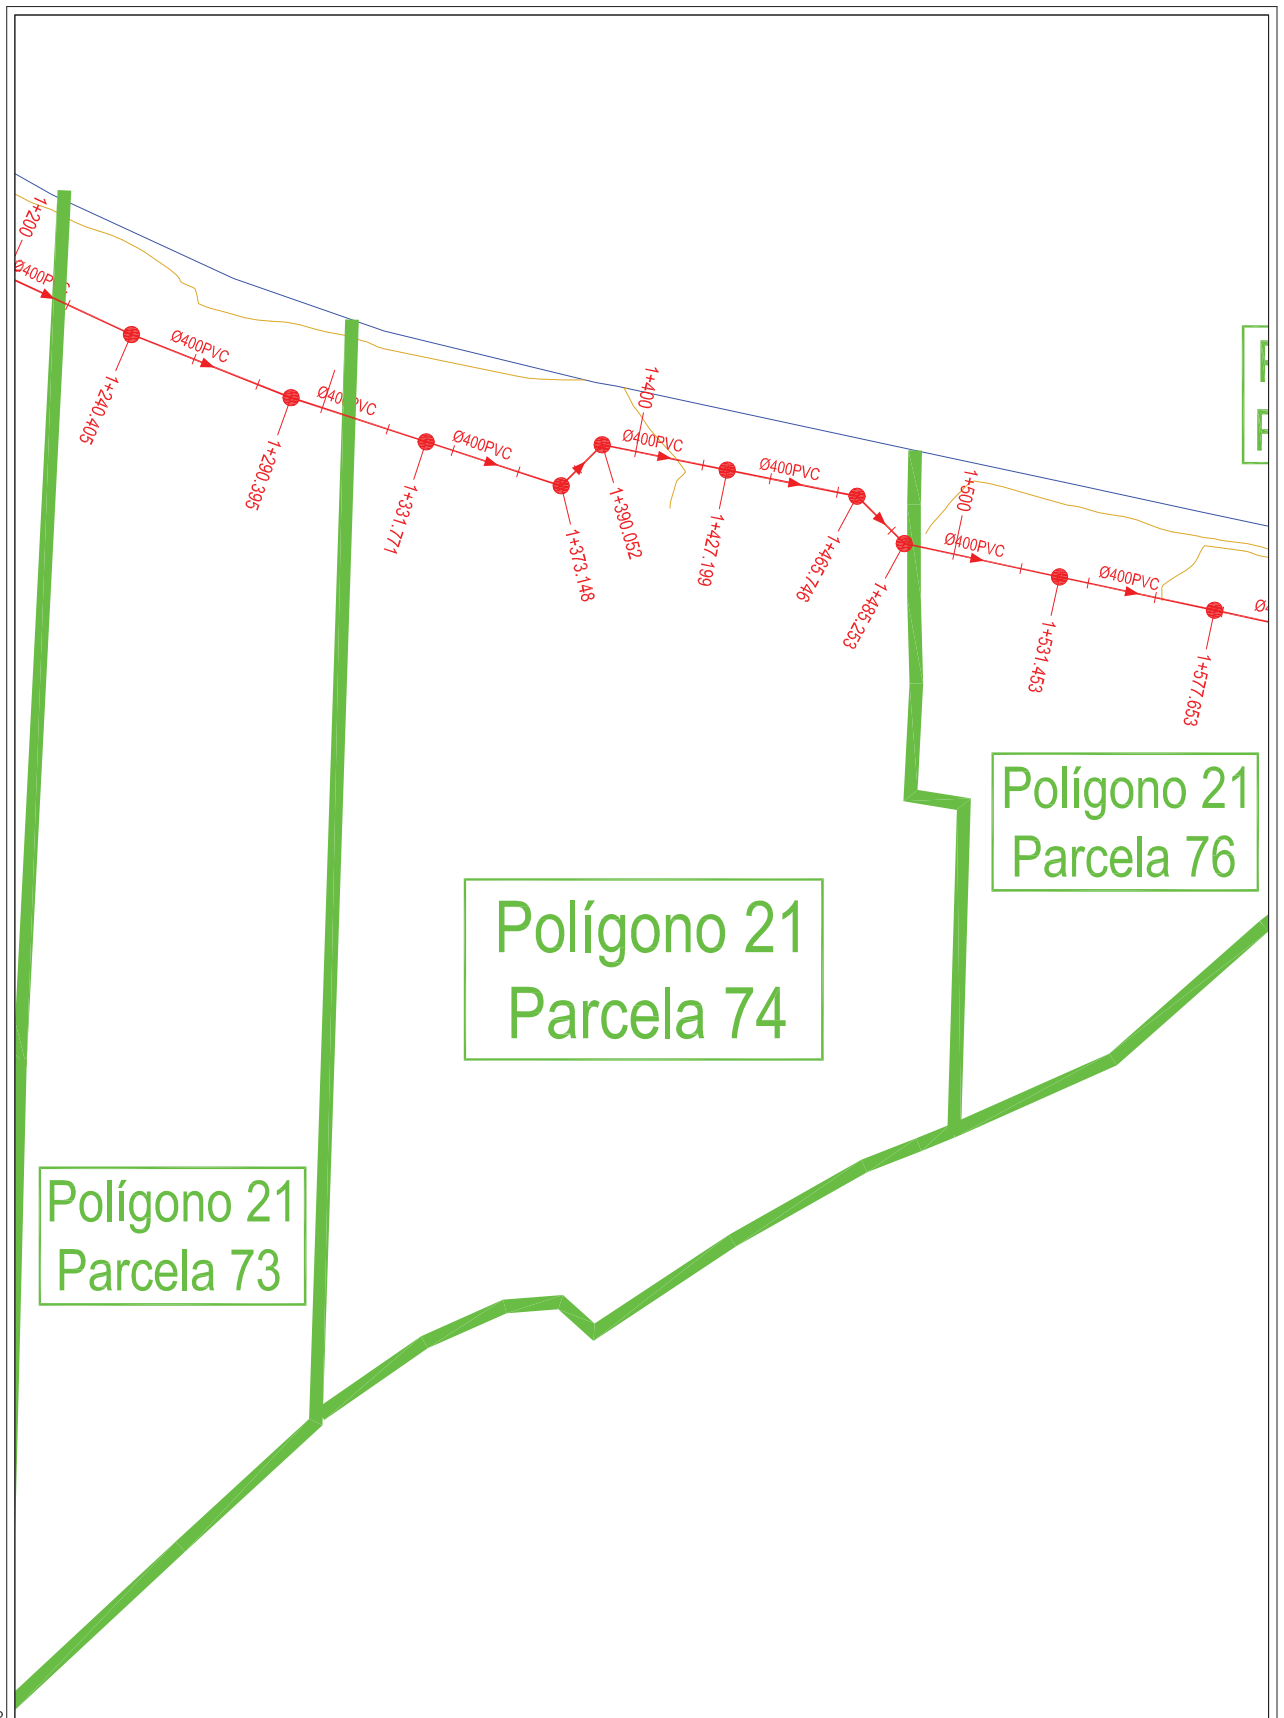 1+200
Ø400PVC
1+240.405
Ø400PVC
1+290.395
Ø400PVC
1+331.771
Ø400PVC
1+373.148
1+390.052
1+400
Ø400PVC
1+427.199
Ø400PVC
1+465.746
1+485.253
1+500
Ø400PVC
1+531.453
Ø400PVC
1+577.653
Polígono 21
Parcela 76
Polígono 21
Parcela 74
Polígono 21
Parcela 73